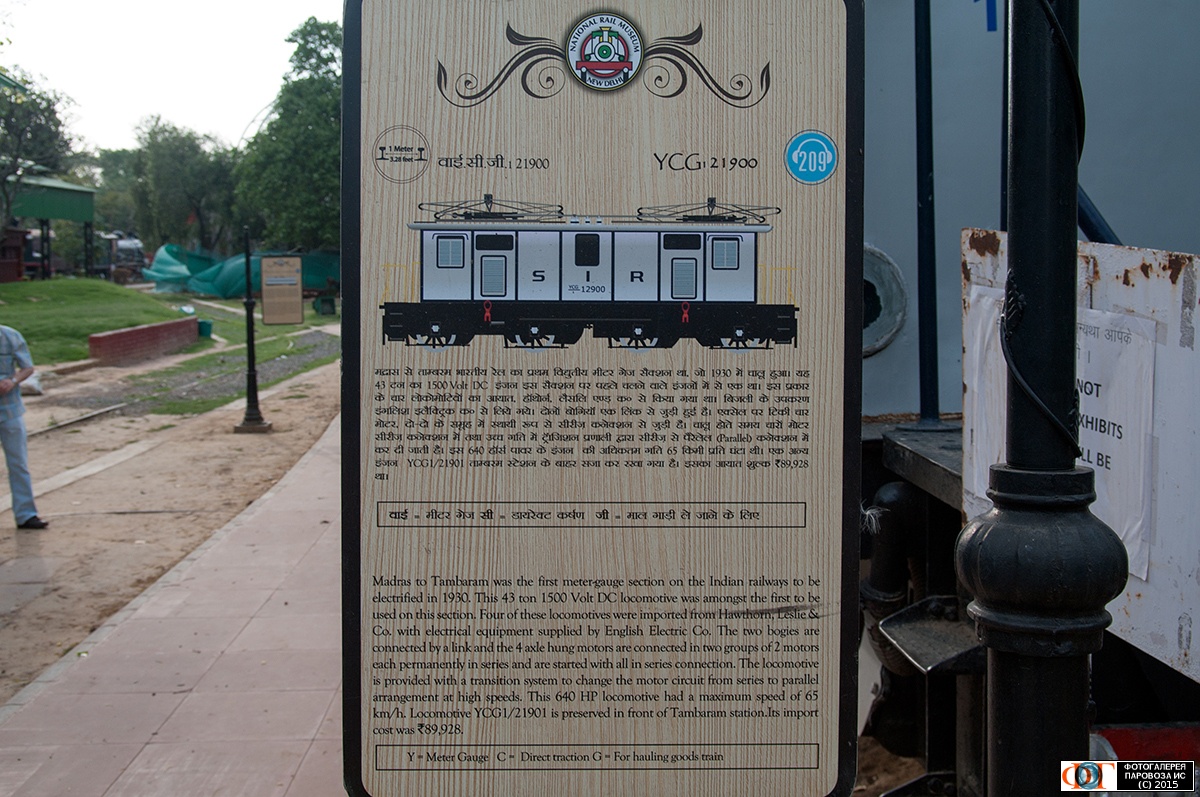 NATIONAL RAIL MUSEUM
NEW DELHI
1 Meter
3.28 feet
वाई.सी.जी.1 21900
YCG1 21900
209
S I R
YCG 12900
मद्रास से ताम्बरम भारतीय रेल का प्रथम विद्युतीय मीटर गेज सैक्शन था, जो 1930 में चालू हुआ। यह
43 टन का 1500 Volt DC इंजन इस सैक्शन पर पहले चलने वाले इंजनों में से एक था। इस प्रकार
के चार लोकोमोटिवों का आयात, हॉथोर्न, लैसलि एण्ड क० से किया गया था। बिजली के उपकरण
इंगलिश इलैक्ट्रिक क० से लिये गये। दोनो बोगियाँ एक लिंक से जुड़ी हुई है। एक्सेल पर टिकी चार
मोटर, दो-दो के समूह में स्थायी रूप से सीरीज कनेक्शन से जुड़ी है। चालू होते समय चारों मोटर
सीरीज कनेक्शन में तथा उच्च गति में ट्रॅाजिशन प्रणाली द्वारा सीरीज से पैरेलल (Parallel) कनेक्शन में
कर दी जाती है। इस 640 हॉर्स पावर के इंजन की अधिकतम गति 65 किमी प्रति घंटा थी। एक अन्य
इंजन YCG1/21901 ताम्बरम स्टेशन के बाहर सजा कर रखा गया है। इसका आयात शुल्क ₹89,928
था।
वाई = मीटर गेज सी = डायरेक्ट कर्षण जी = माल गाडी ले जाने के लिए
Madras to Tambaram was the first meter-gauge section on the Indian railways to be
electrified in 1930. This 43 ton 1500 Volt DC locomotive was amongst the first to be
used on this section. Four of these locomotives were imported from Hawthorn, Leslie &
Co. with electrical equipment supplied by English Electric Co. The two bogies are
connected by a link and the 4 axle hung motors are connected in two groups of 2 motors
each permanently in series and are started with all in series connection. The locomotive
is provided with a transition system to change the motor circuit from series to parallel
arrangement at high speeds. This 640 HP locomotive had a maximum speed of 65
km/h. Locomotive YCG1/21901 is preserved in front of Tambaram station.Its import
cost was ₹89,928.
Y = Meter Gauge C = Direct traction G = For hauling goods train
न्यथा आपके
NOT
XHIBITS
LL BE
ФОТОГАЛЕРЕЯ
ПАРОВОЗА ИС
(C) 2015